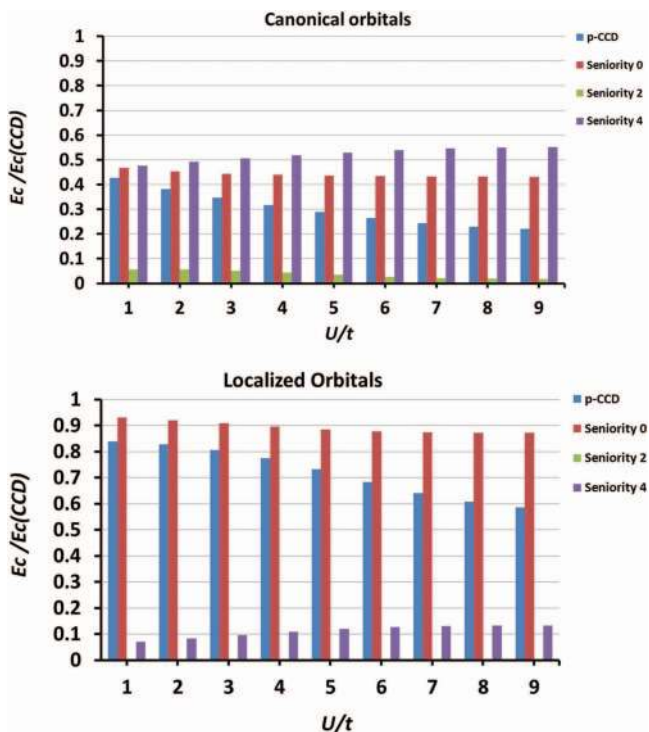 Canonical orbitals
1
0.9
0.8
0.7
0.6
0.5
0.4
0.3
0.2
0.1
0
Ec /Ec(CCD)
1 2 3 4 5 6 7 8 9
U/t
p-CCD
Seniority 0
Seniority 2
Seniority 4
Localized Orbitals
1
0.9
0.8
0.7
0.6
0.5
0.4
0.3
0.2
0.1
0
Ec /Ec(CCD)
1 2 3 4 5 6 7 8 9
U/t
p-CCD
Seniority 0
Seniority 2
Seniority 4